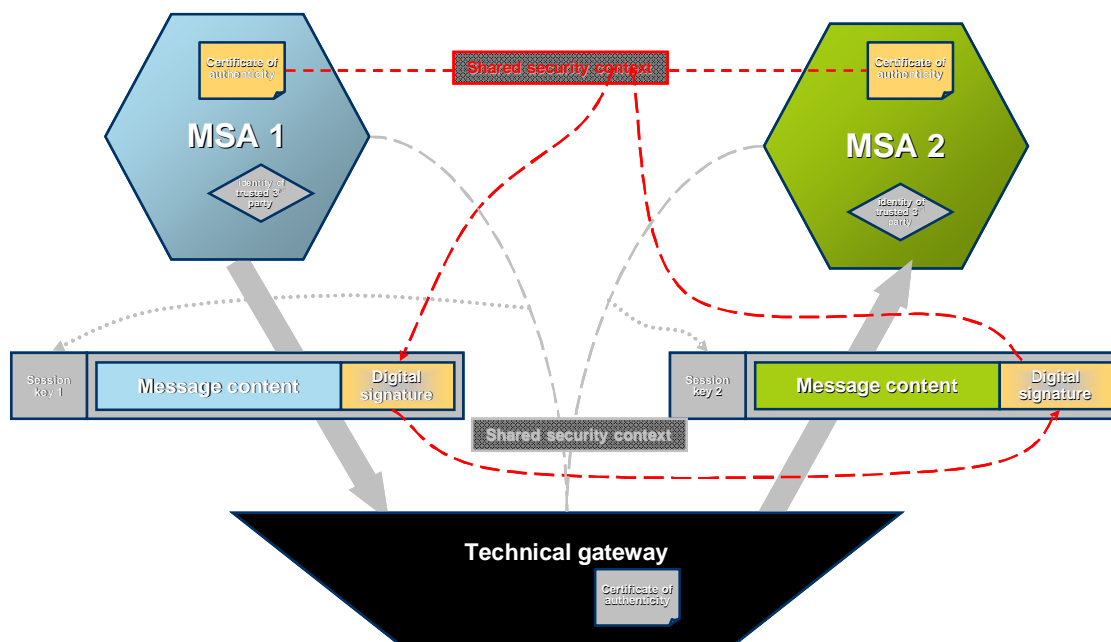 Certificate of
authenticity
Shared security context
Certificate of
authenticity
MSA 1
MSA 2
identity of
trusted 3
party
identity of
trusted 3
party
Session
key 1
Message content
Digital
signature
Session
key 2
Message content
Digital
signature
Shared security context
Technical gateway
Certificate of
authenticity